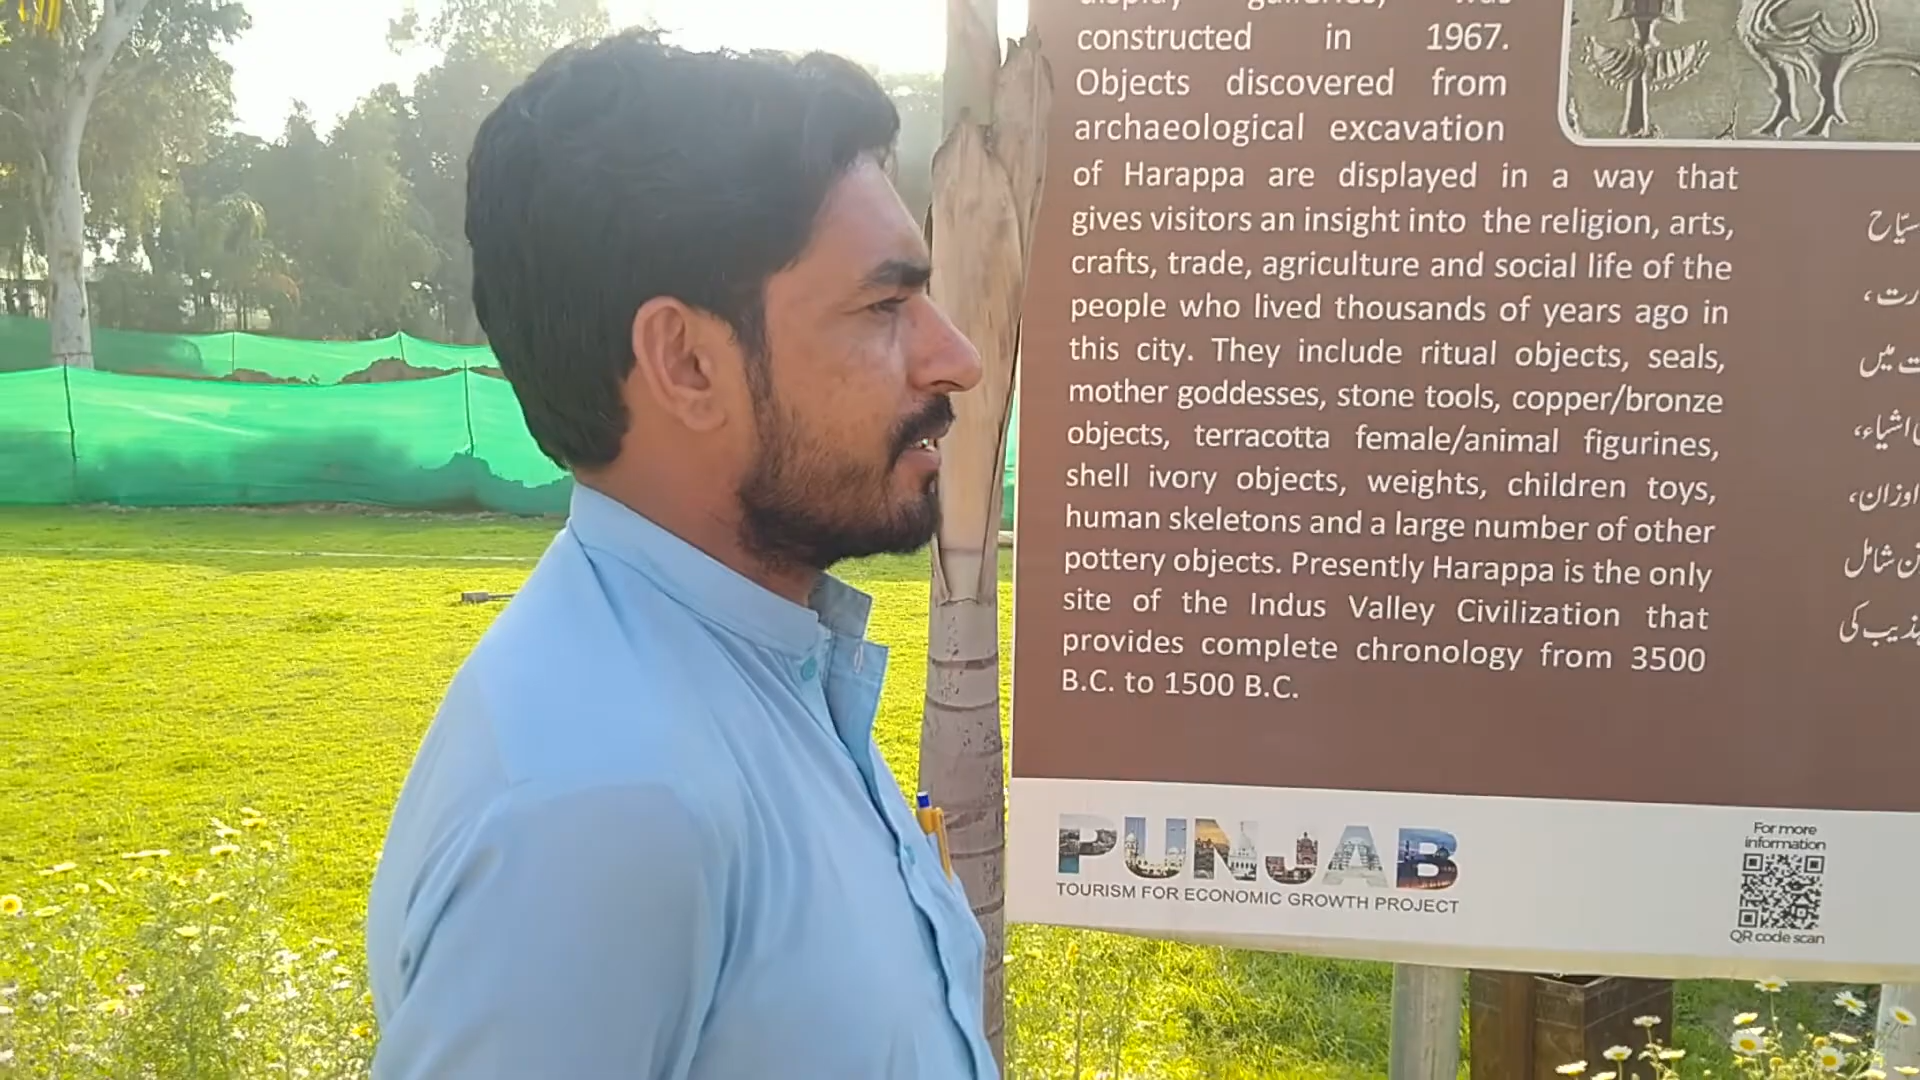 display galleries, was
constructed in 1967.
Objects discovered from
archaeological excavation
of Harappa are displayed in a way that
gives visitors an insight into the religion, arts,
crafts, trade, agriculture and social life of the
people who lived thousands of years ago in
this city. They include ritual objects, seals,
mother goddesses, stone tools, copper/bronze
objects, terracotta female/animal figurines,
shell ivory objects, weights, children toys,
human skeletons and a large number of other
pottery objects. Presently Harappa is the only
site of the Indus Valley Civilization that
provides complete chronology from 3500
B.C. to 1500 B.C.
سیّاح
میں
اشیاء،
اوزان،
شامل
کی
PUNJAB
TOURISM FOR ECONOMIC GROWTH PROJECT
For more
information
QR code scan